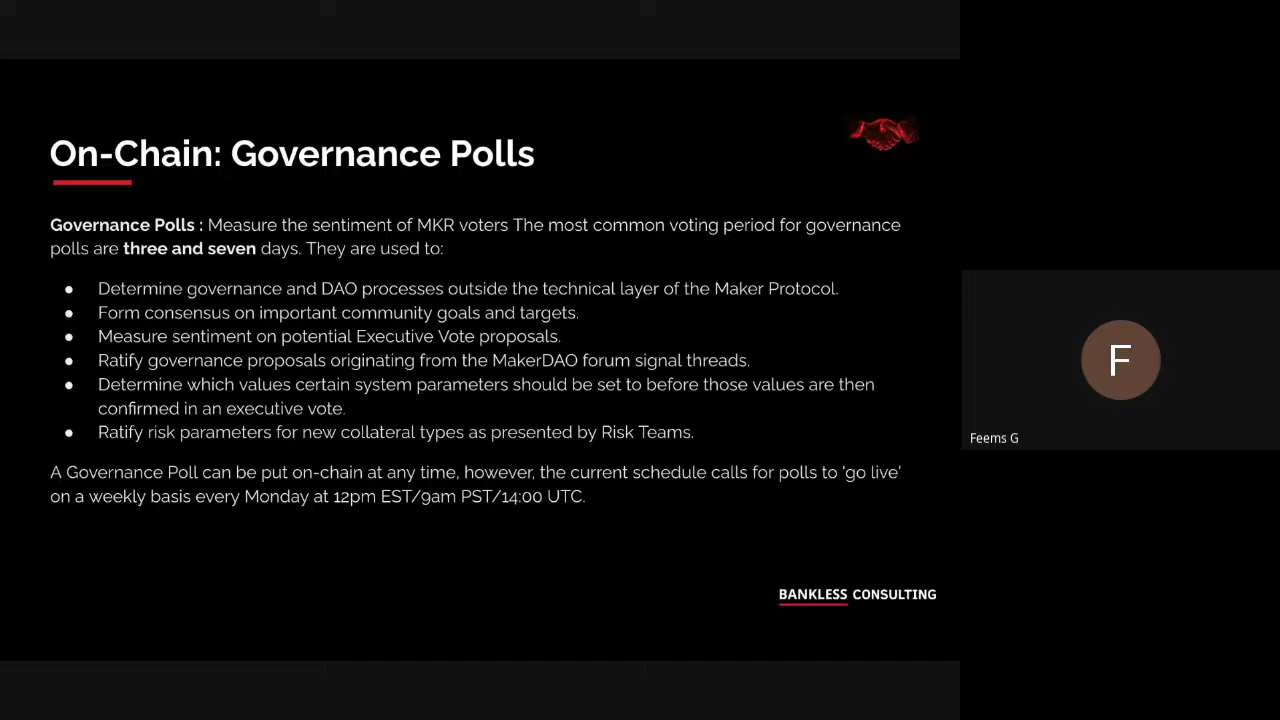 On-Chain: Governance Polls
Governance Polls : Measure the sentiment of MKR voters The most common voting period for governance
polls are three and seven days. They are used to:
● Determine governance and DAO processes outside the technical layer of the Maker Protocol.
● Form consensus on important community goals and targets.
● Measure sentiment on potential Executive Vote proposals.
● Ratify governance proposals originating from the MakerDAO forum signal threads.
● Determine which values certain system parameters should be set to before those values are then
confirmed in an executive vote.
● Ratify risk parameters for new collateral types as presented by Risk Teams.
A Governance Poll can be put on-chain at any time, however, the current schedule calls for polls to 'go live'
on a weekly basis every Monday at 12pm EST/9am PST/14:00 UTC.
BANKLESS CONSULTING
F
Feems G